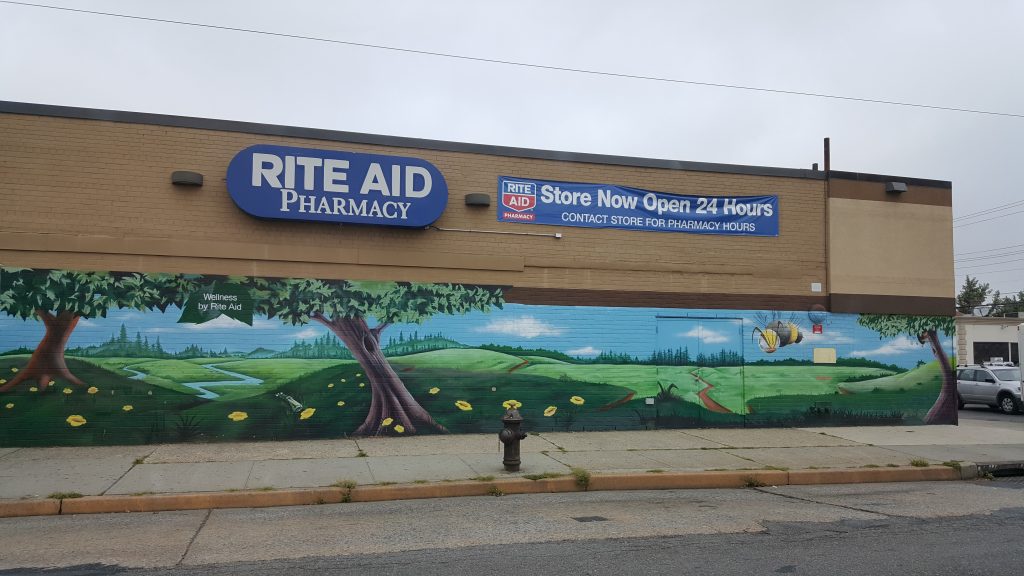 RITE AID
PHARMACY
RITE
AID
PHARMACY
Store Now Open 24 Hours
CONTACT STORE FOR PHARMACY HOURS
Wellness
by Rite Aid